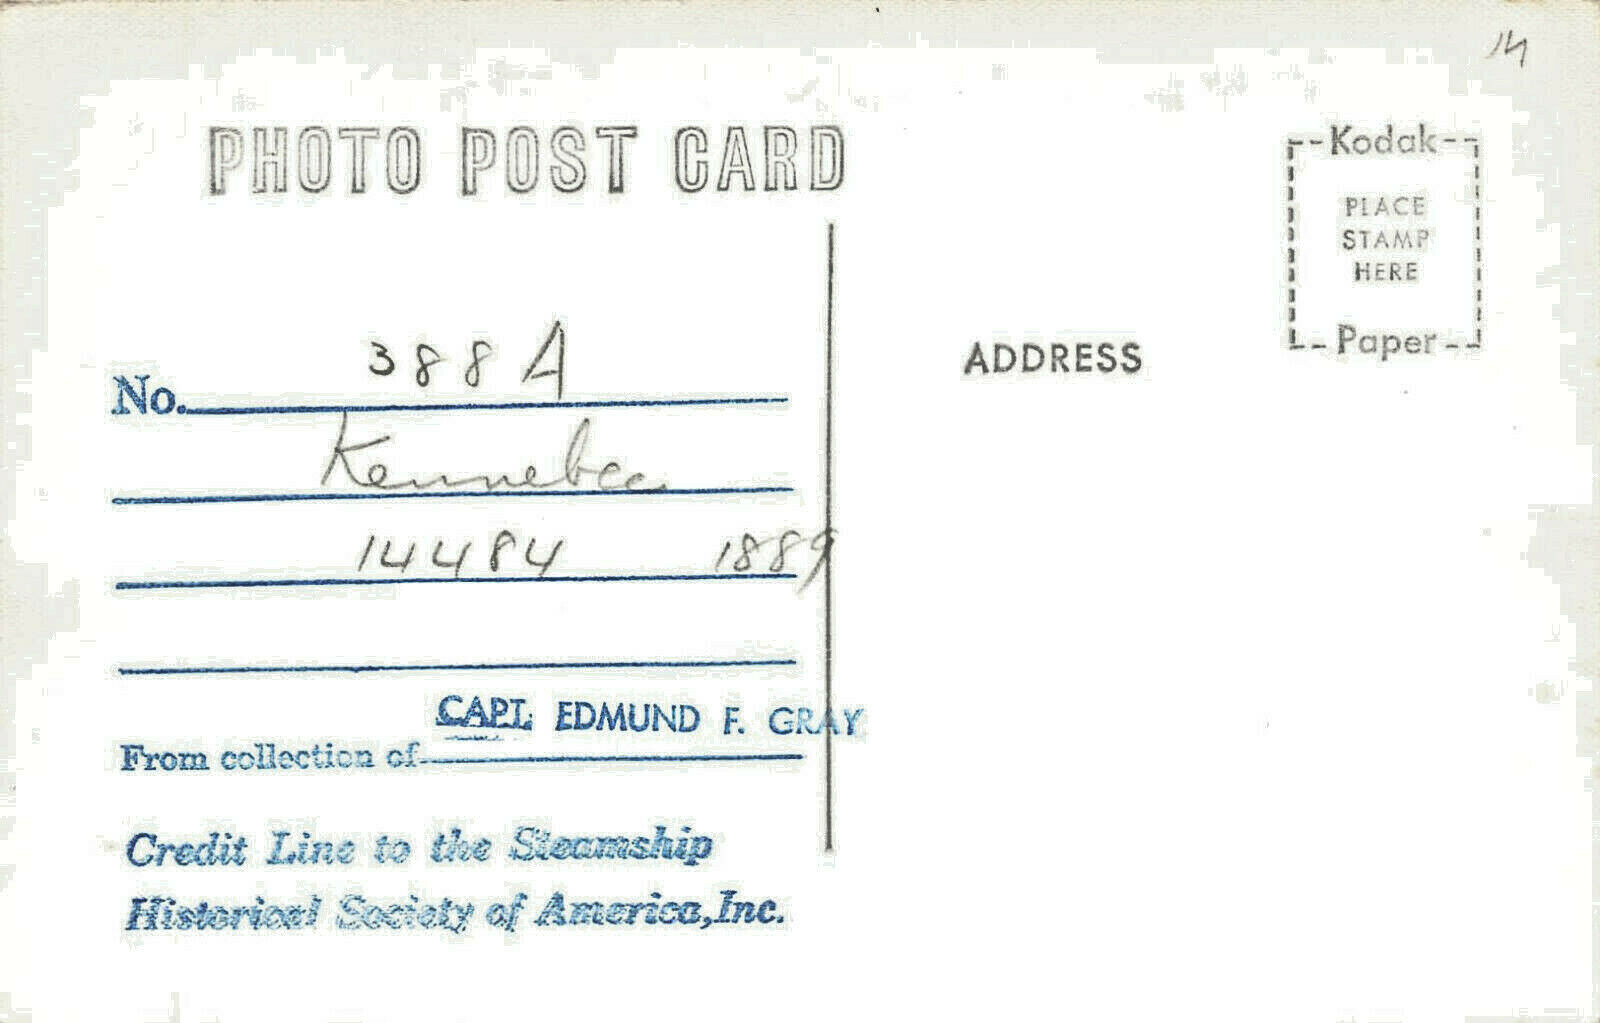 14
PHOTO POST CARD
Kodak
PLACE
STAMP
HERE
Paper
ADDRESS
No. 388A
Kennebec
14484 1889
CAPT. EDMUND F. GRAY
From collection of
Credit Line to the Steamship
Historical Society of America, Inc.